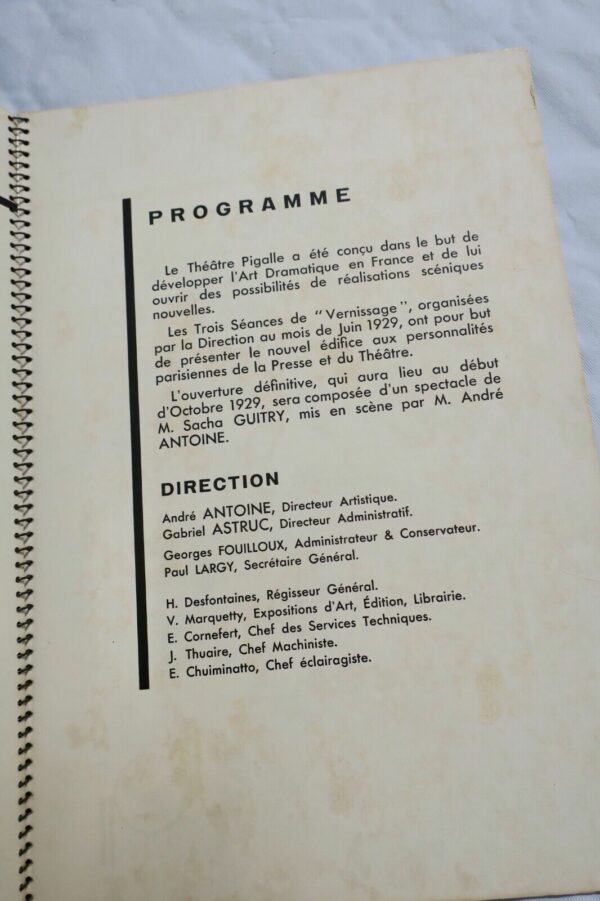 PROGRAMME
Le Théâtre Pigalle a été conçu dans le but de
développer l'Art Dramatique en France et de lui
ouvrir des possibilités de réalisations scéniques
nouvelles.
Les Trois Séances de "Vernissage", organisées
par la Direction au mois de Juin 1929, ont pour but
de présenter le nouvel édifice aux personnalités
parisiennes de la Presse et du Théâtre.
L'ouverture définitive, qui aura lieu au début
d'Octobre 1929, sera composée d'un spectacle de
M. Sacha GUITRY, mis en scène par M. André
ANTOINE.
DIRECTION
André ANTOINE, Directeur Artistique.
Gabriel ASTRUC, Directeur Administratif.
Georges FOUILLOUX, Administrateur & Conservateur.
Paul LARGY, Secrétaire Général.
H. Desfontaines, Régisseur Général.
V. Marquetty, Expositions d'Art, Édition, Librairie.
E. Cornefert, Chef des Services Techniques.
J. Thuaire, Chef Machiniste.
E. Chuiminatto, Chef éclairagiste.